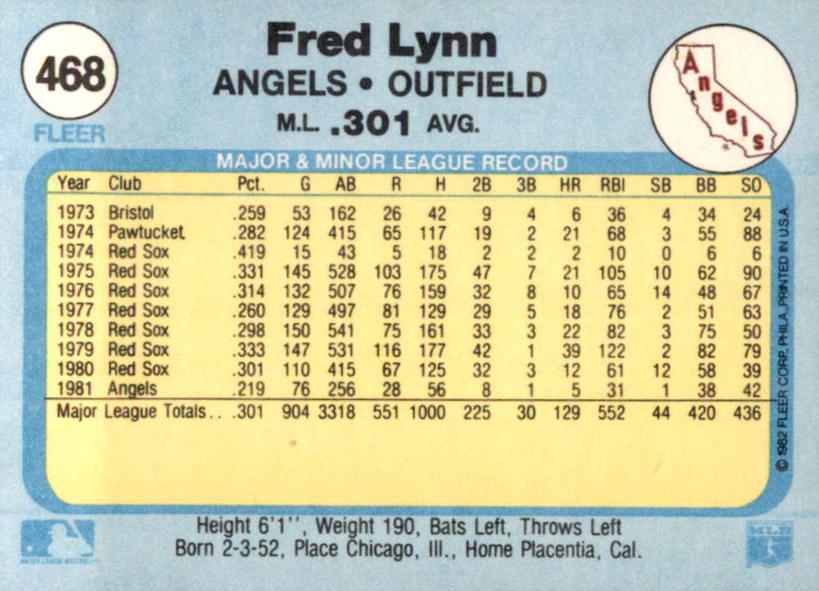 468
FLEER
Fred Lynn
ANGELS • OUTFIELD
M.L. .301 AVG.
Angels
MAJOR & MINOR LEAGUE RECORD
Year Club Pct. G AB R H 2B 3B HR RBI SB BB SO
1973 Bristol .259 53 162 26 42 9 4 6 36 4 34 24
1974 Pawtucket .282 124 415 65 117 19 2 21 68 3 55 88
1974 Red Sox .419 15 43 5 18 2 2 2 10 0 6 6
1975 Red Sox .331 145 528 103 175 47 7 21 105 10 62 90
1976 Red Sox .314 132 507 76 159 32 8 10 65 14 48 67
1977 Red Sox .260 129 497 81 129 29 5 18 76 2 51 63
1978 Red Sox .298 150 541 75 161 33 3 22 82 3 75 50
1979 Red Sox .333 147 531 116 177 42 1 39 122 2 82 79
1980 Red Sox .301 110 415 67 125 32 3 12 61 12 58 39
1981 Angels .219 76 256 28 56 8 1 5 31 1 38 42
Major League Totals . . .301 904 3318 551 1000 225 30 129 552 44 420 436
© 1982 FLEER CORP. PHILA., PRINTED IN U.S.A.
Height 6'1'', Weight 190, Bats Left, Throws Left
Born 2-3-52, Place Chicago, Ill., Home Placentia, Cal.
MAJOR LEAGUE BASEBALL
MLB